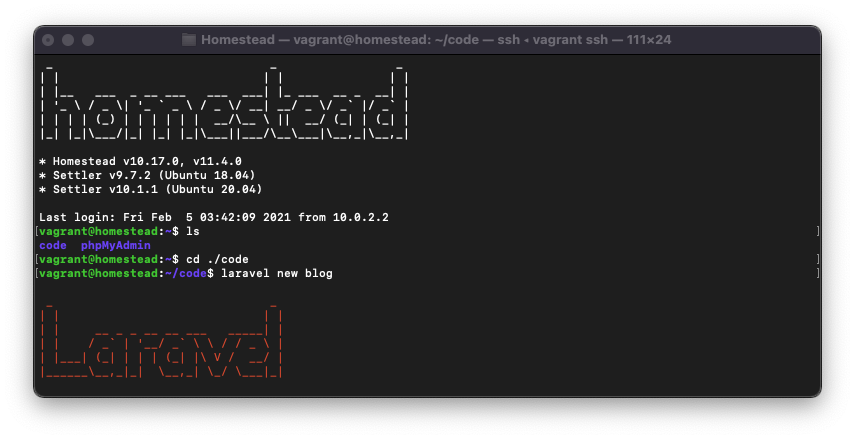 Homestead — vagrant@homestead: ~/code — ssh ◂ vagrant ssh — 111×24
homestead
* Homestead v10.17.0, v11.4.0
* Settler v9.7.2 (Ubuntu 18.04)
* Settler v10.1.1 (Ubuntu 20.04)
Last login: Fri Feb  5 03:42:09 2021 from 10.0.2.2
[vagrant@homestead:~$ ls ]
code  phpMyAdmin
[vagrant@homestead:~$ cd ./code ]
[vagrant@homestead:~/code$ laravel new blog ]
Laravel